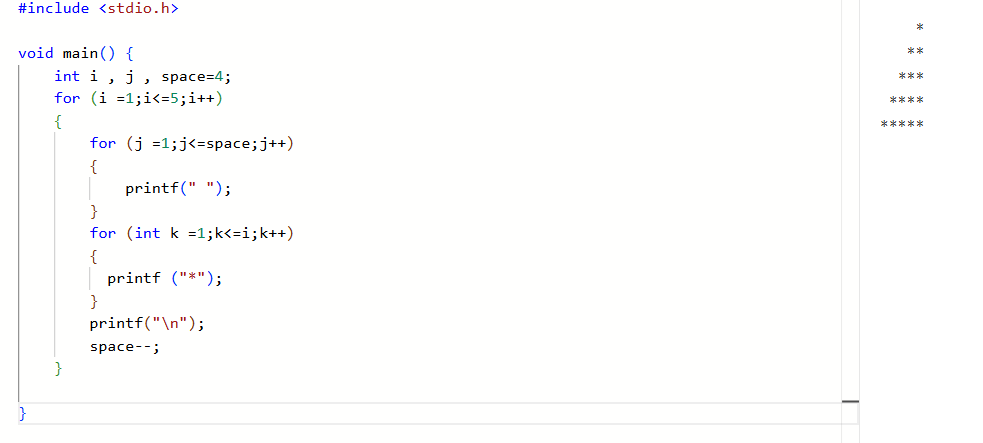 #include <stdio.h>
void main() {
    int i , j , space=4;
    for (i =1;i<=5;i++)
    {
        for (j =1;j<=space;j++)
        {
            printf(" ");
        }
        for (int k =1;k<=i;k++)
        {
          printf ("*");
        }
        printf("\n");
        space--;
    }
}
    *
   **
  ***
 ****
*****